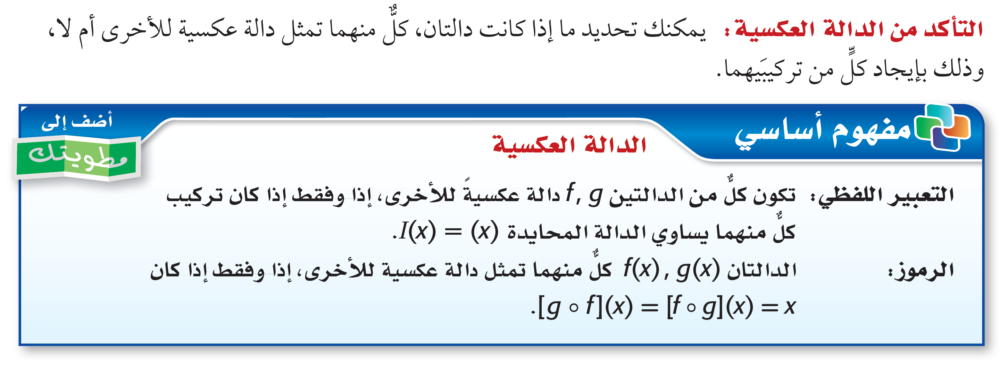 التأكد من الدالة العكسية: يمكنك تحديد ما إذا كانت دالتان، كلٌّ منهما تمثل دالة عكسية للأخرى أم لا،
وذلك بإيجاد كلٍّ من تركيبَيهما.
مفهوم أساسي
أضف إلى
مطويتك
الدالة العكسية
التعبير اللفظي: تكون كلٌّ من الدالتين f, g دالة عكسيةً للأخرى، إذا وفقط إذا كان تركيب
كلٌّ منهما يساوي الدالة المحايدة I(x) = (x).
الرموز: الدالتان f(x), g(x) كلٌّ منهما تمثل دالة عكسية للأخرى، إذا وفقط إذا كان
[g ∘ f](x) = [f ∘ g](x) = x.